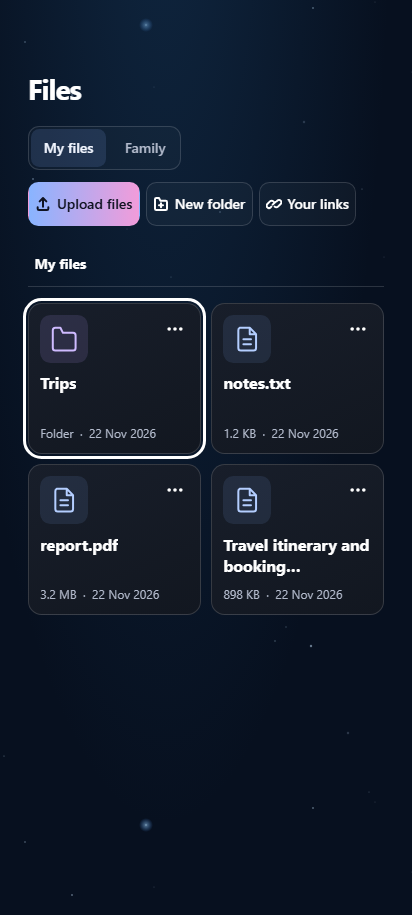 Files
My files
Family
Upload files
New folder
Your links
My files
Trips
Folder · 22 Nov 2026
notes.txt
1.2 KB · 22 Nov 2026
report.pdf
3.2 MB · 22 Nov 2026
Travel itinerary and
booking...
898 KB · 22 Nov 2026